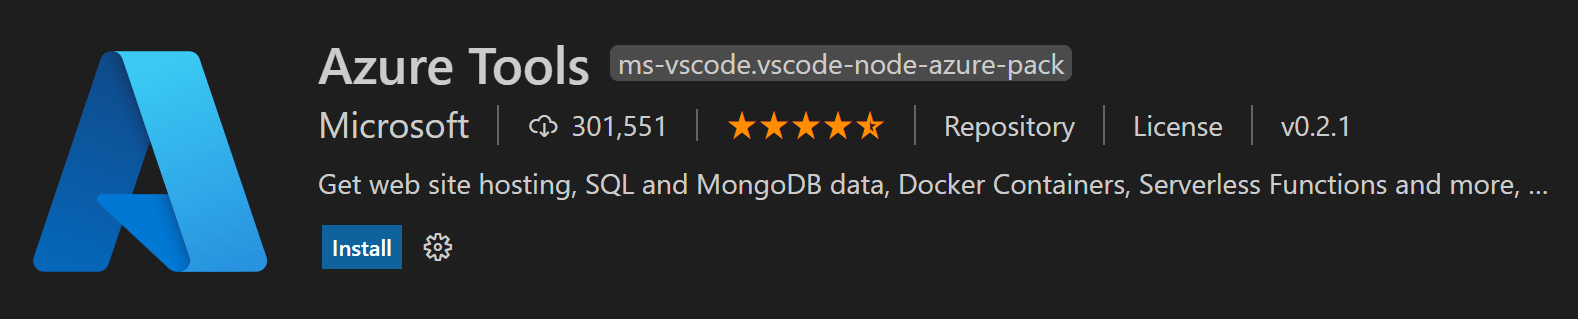 Azure Tools ms-vscode.vscode-node-azure-pack
Microsoft 301,551 Repository License v0.2.1
Get web site hosting, SQL and MongoDB data, Docker Containers, Serverless Functions and more, ...
Install